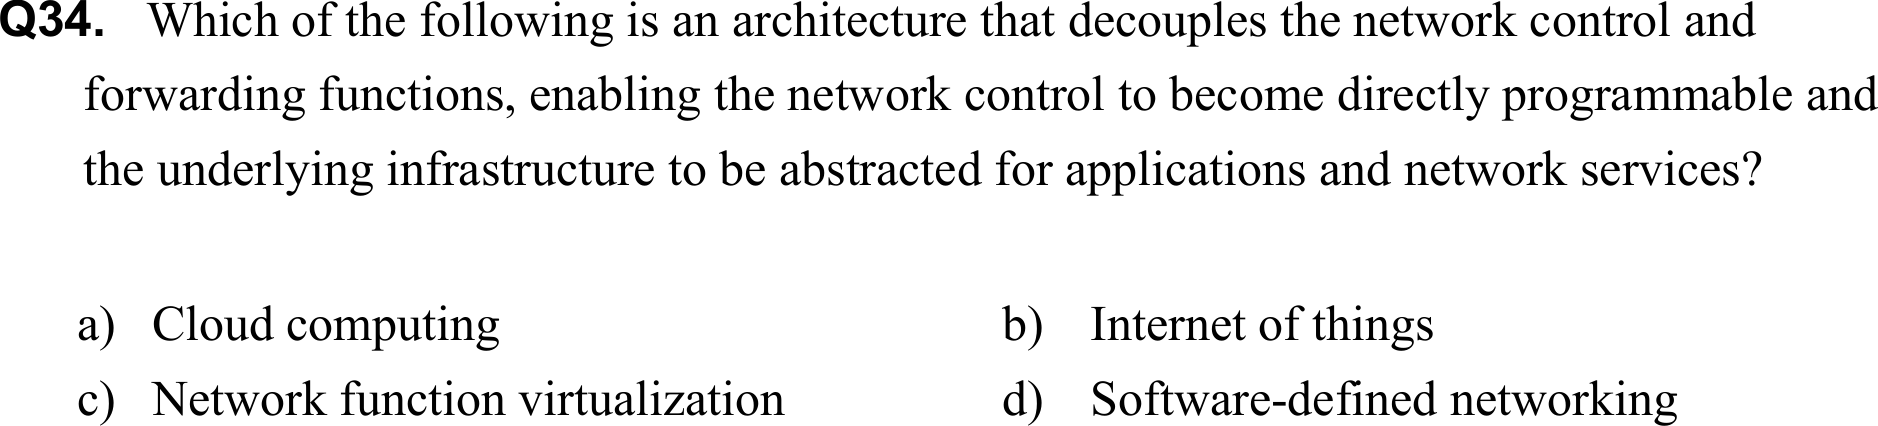 Q34. Which of the following is an architecture that decouples the network control and
forwarding functions, enabling the network control to become directly programmable and
the underlying infrastructure to be abstracted for applications and network services?
a) Cloud computing b) Internet of things
c) Network function virtualization d) Software-defined networking